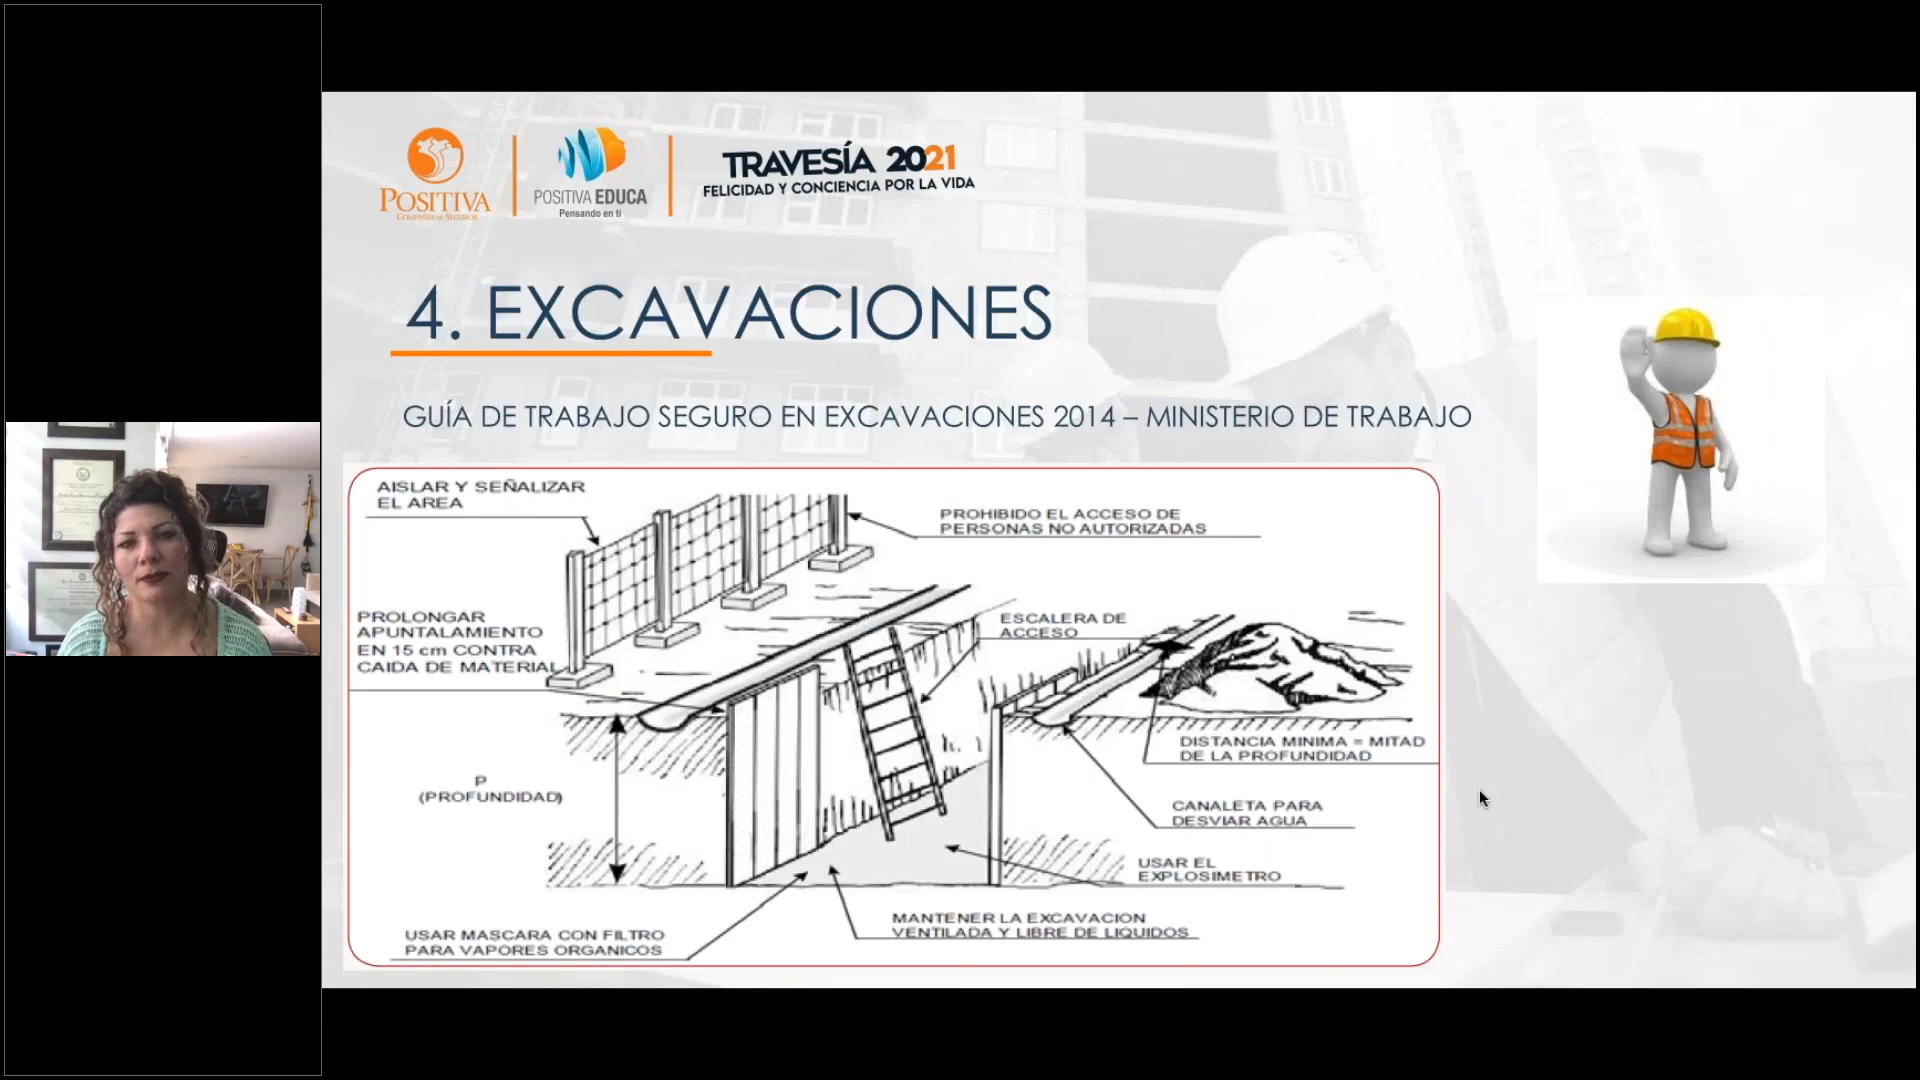 POSITIVA
COMPAÑÍA DE SEGUROS
POSITIVA EDUCA
Pensando en ti
TRAVESÍA 2021
FELICIDAD Y CONCIENCIA POR LA VIDA
4. EXCAVACIONES
GUÍA DE TRABAJO SEGURO EN EXCAVACIONES 2014 – MINISTERIO DE TRABAJO
AISLAR Y SEÑALIZAR
EL AREA
PROHIBIDO EL ACCESO DE
PERSONAS NO AUTORIZADAS
PROLONGAR
APUNTALAMIENTO
EN 15 cm CONTRA
CAIDA DE MATERIAL
ESCALERA DE
ACCESO
DISTANCIA MINIMA = MITAD
DE LA PROFUNDIDAD
P
(PROFUNDIDAD)
CANALETA PARA
DESVIAR AGUA
USAR EL
EXPLOSIMETRO
MANTENER LA EXCAVACION
VENTILADA Y LIBRE DE LIQUIDOS
USAR MASCARA CON FILTRO
PARA VAPORES ORGANICOS